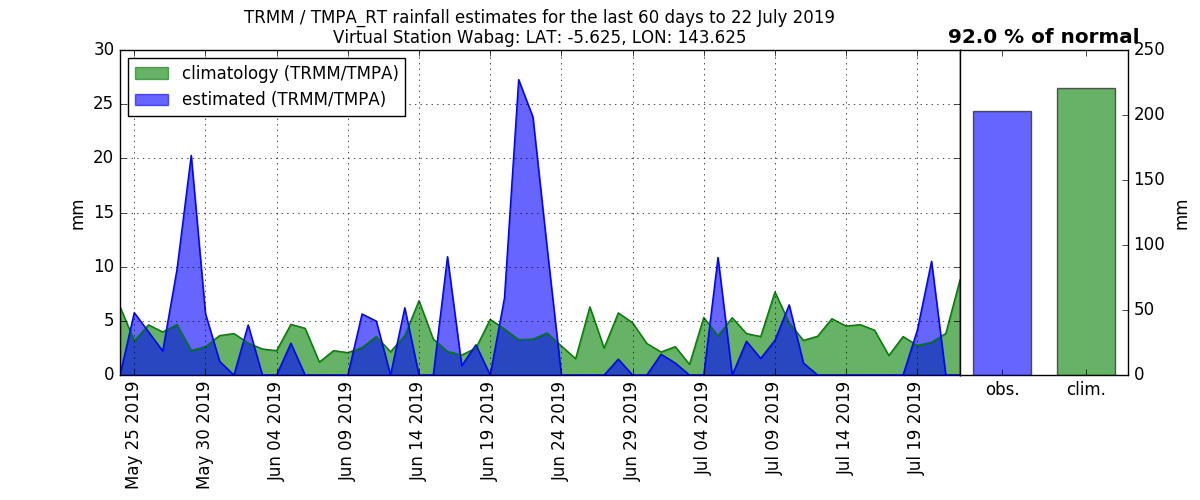 TRMM / TMPA_RT rainfall estimates for the last 60 days to 22 July 2019
Virtual Station Wabag: LAT: -5.625, LON: 143.625
92.0 % of normal
climatology (TRMM/TMPA)
estimated (TRMM/TMPA)
30
25
20
15
10
5
0
mm
May 25 2019
May 30 2019
Jun 04 2019
Jun 09 2019
Jun 14 2019
Jun 19 2019
Jun 24 2019
Jun 29 2019
Jul 04 2019
Jul 09 2019
Jul 14 2019
Jul 19 2019
obs.
clim.
250
200
150
100
50
0
mm